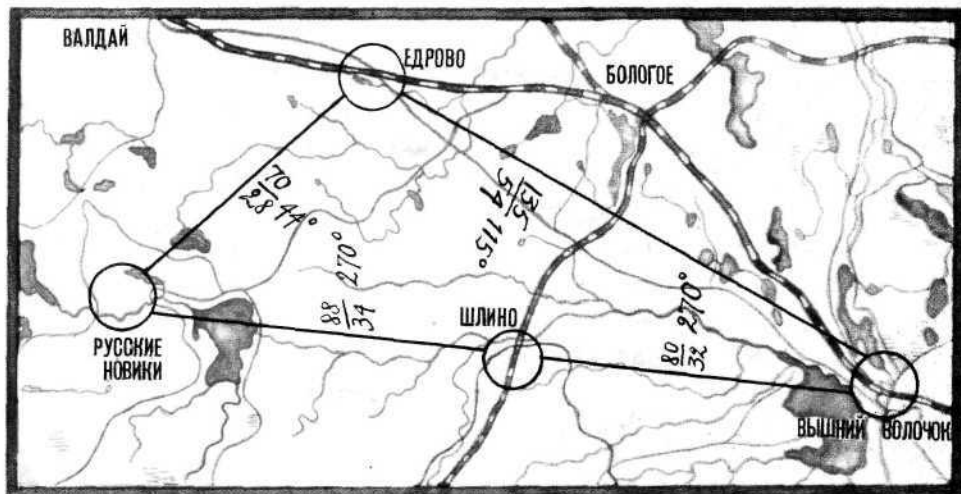 ВАЛДАЙ
ЕДРОВО
БОЛОГОЕ
70
28
44°
135
54
115°
270°
88
34
ШЛИНО
270°
80
32
РУССКИЕ
НОВИКИ
ВЫШНИЙ ВОЛОЧОК